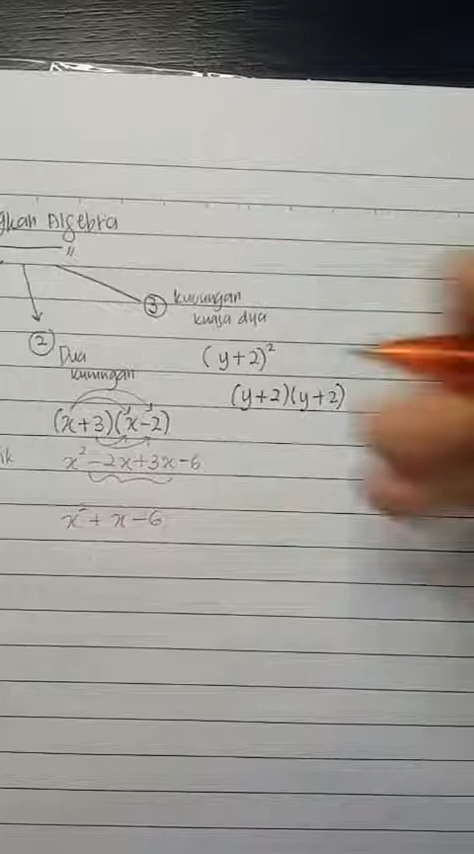 gkan Algebra
③ kurungan
kuasa dua
② Dua
kurungan
(y+2)²
(y+2)(y+2)
(x+3)(x-2)
ik
x²-2x+3x-6
x²+x-6